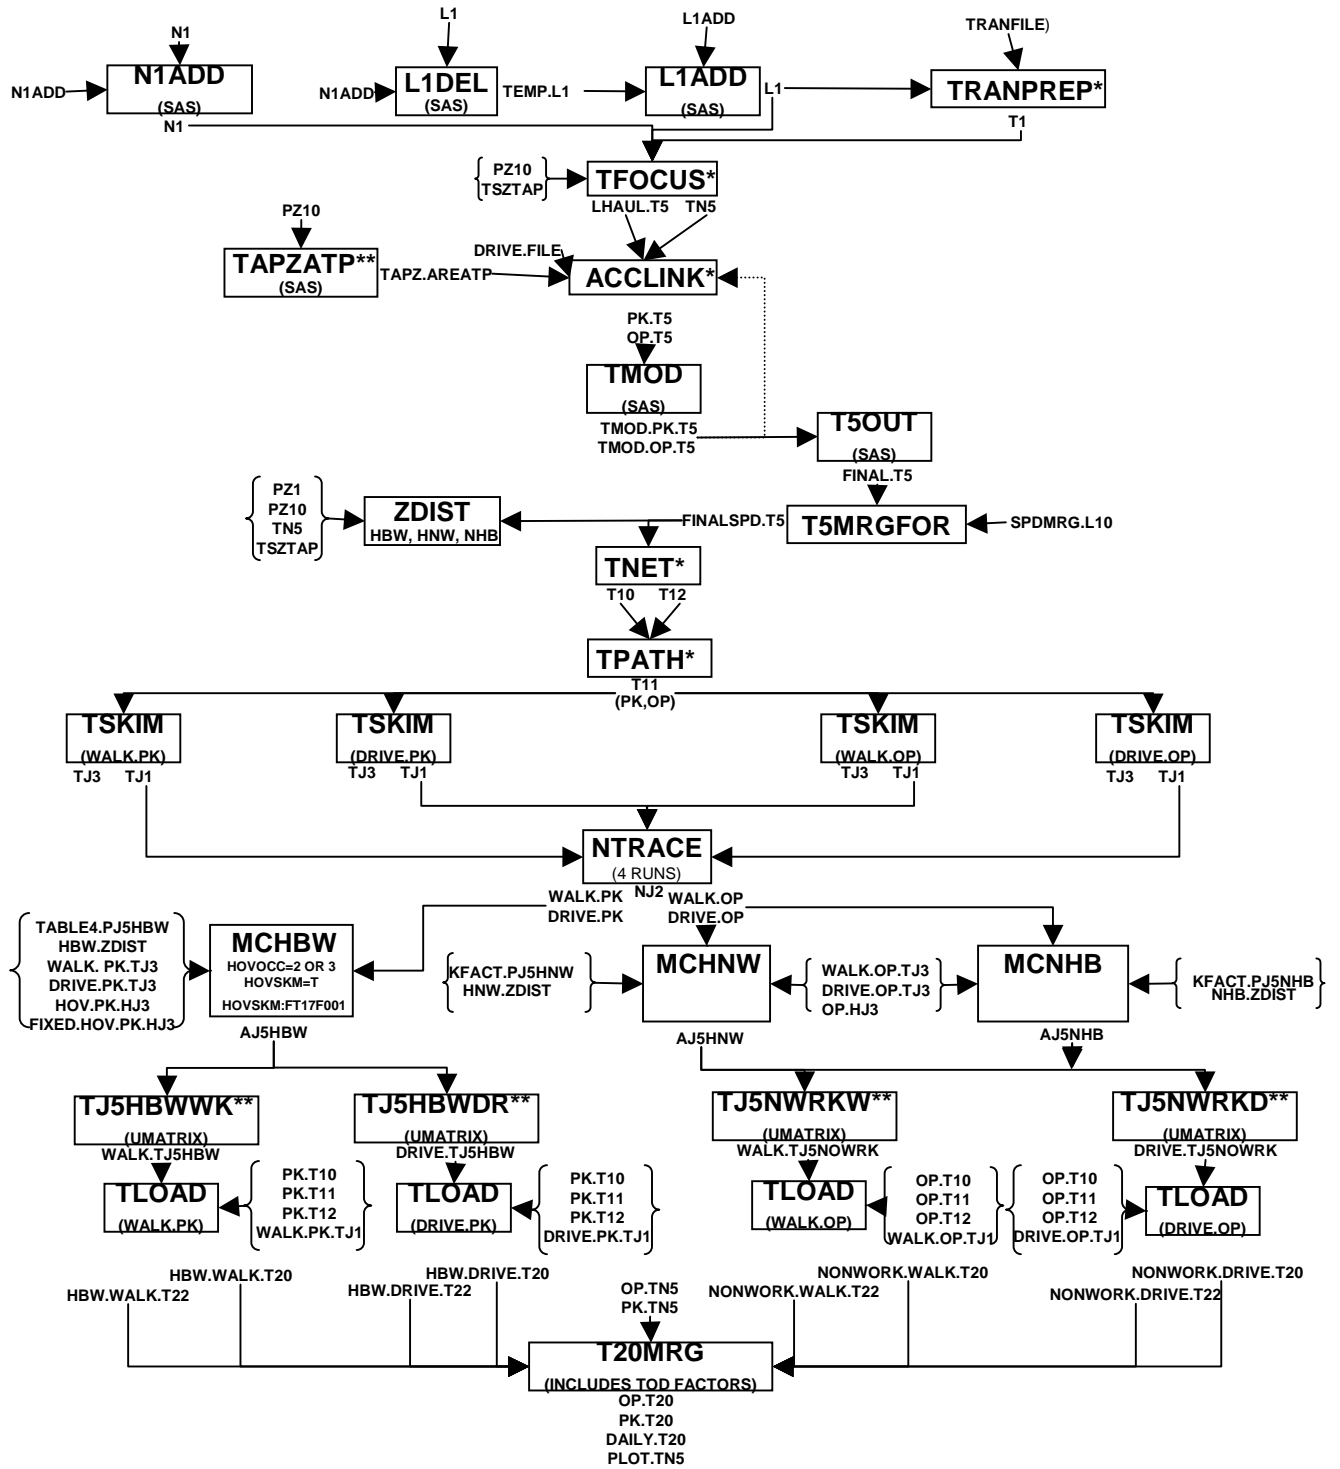 N1
L1
L1ADD
TRANFILE)
N1ADD
N1ADD
(SAS)
N1
N1ADD
L1DEL
(SAS)
TEMP.L1
L1ADD
(SAS)
L1
TRANPREP*
T1
PZ10
TSZTAP
TFOCUS*
LHAUL.T5 TN5
PZ10
TAPZATP**
(SAS)
TAPZ.AREATP
DRIVE.FILE
ACCLINK*
PK.T5
OP.T5
TMOD
(SAS)
TMOD.PK.T5
TMOD.OP.T5
T5OUT
(SAS)
FINAL.T5
PZ1
PZ10
TN5
TSZTAP
ZDIST
HBW, HNW, NHB
FINALSPD.T5
T5MRGFOR
SPDMRG.L10
TNET*
T10 T12
TPATH*
T11
(PK,OP)
TSKIM
(WALK.PK)
TJ3 TJ1
TSKIM
(DRIVE.PK)
TJ3 TJ1
TSKIM
(WALK.OP)
TJ3 TJ1
TSKIM
(DRIVE.OP)
TJ3 TJ1
NTRACE
(4 RUNS)
NJ2
WALK.PK
DRIVE.PK
WALK.OP
DRIVE.OP
TABLE4.PJ5HBW
HBW.ZDIST
WALK. PK.TJ3
DRIVE.PK.TJ3
HOV.PK.HJ3
FIXED.HOV.PK.HJ3
MCHBW
HOVOCC=2 OR 3
HOVSKM=T
HOVSKM:FT17F001
AJ5HBW
KFACT.PJ5HNW
HNW.ZDIST
MCHNW
AJ5HNW
WALK.OP.TJ3
DRIVE.OP.TJ3
OP.HJ3
MCNHB
AJ5NHB
KFACT.PJ5NHB
NHB.ZDIST
TJ5HBWWK**
(UMATRIX)
WALK.TJ5HBW
TJ5HBWDR**
(UMATRIX)
DRIVE.TJ5HBW
TJ5NWRKW**
(UMATRIX)
WALK.TJ5NOWRK
TJ5NWRKD**
(UMATRIX)
DRIVE.TJ5NOWRK
TLOAD
(WALK.PK)
PK.T10
PK.T11
PK.T12
WALK.PK.TJ1
TLOAD
(DRIVE.PK)
PK.T10
PK.T11
PK.T12
DRIVE.PK.TJ1
TLOAD
(WALK.OP)
OP.T10
OP.T11
OP.T12
WALK.OP.TJ1
OP.T10
OP.T11
OP.T12
DRIVE.OP.TJ1
TLOAD
(DRIVE.OP)
HBW.WALK.T20
HBW.WALK.T22
HBW.DRIVE.T20
HBW.DRIVE.T22
OP.TN5
PK.TN5
NONWORK.WALK.T20
NONWORK.WALK.T22
NONWORK.DRIVE.T20
NONWORK.DRIVE.T22
T20MRG
(INCLUDES TOD FACTORS)
OP.T20
PK.T20
DAILY.T20
PLOT.TN5